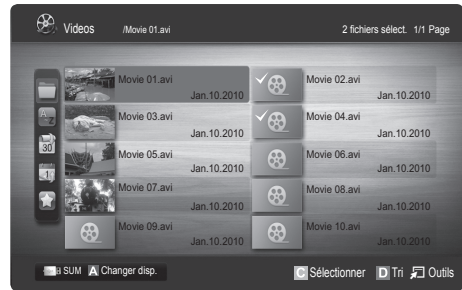 Videos /Movie 01.avi 2 fichiers sélect. 1/1 Page
Movie 01.avi Movie 02.avi
Jan.10.2010 Jan.10.2010
Movie 03.avi Movie 04.avi
Jan.10.2010 Jan.10.2010
Movie 05.avi Movie 06.avi
Jan.10.2010 Jan.10.2010
Movie 07.avi Movie 08.avi
Jan.10.2010 Jan.10.2010
Movie 09.avi Movie 10.avi
Jan.10.2010 Jan.10.2010
30
1
SUM A Changer disp. C Sélectionner D Tri Outils